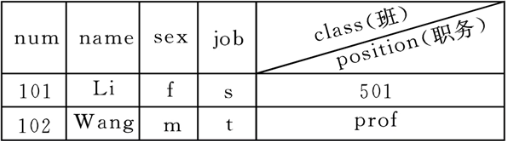 num name sex job class(班) position(职务)
101 Li f s 501
102 Wang m t prof